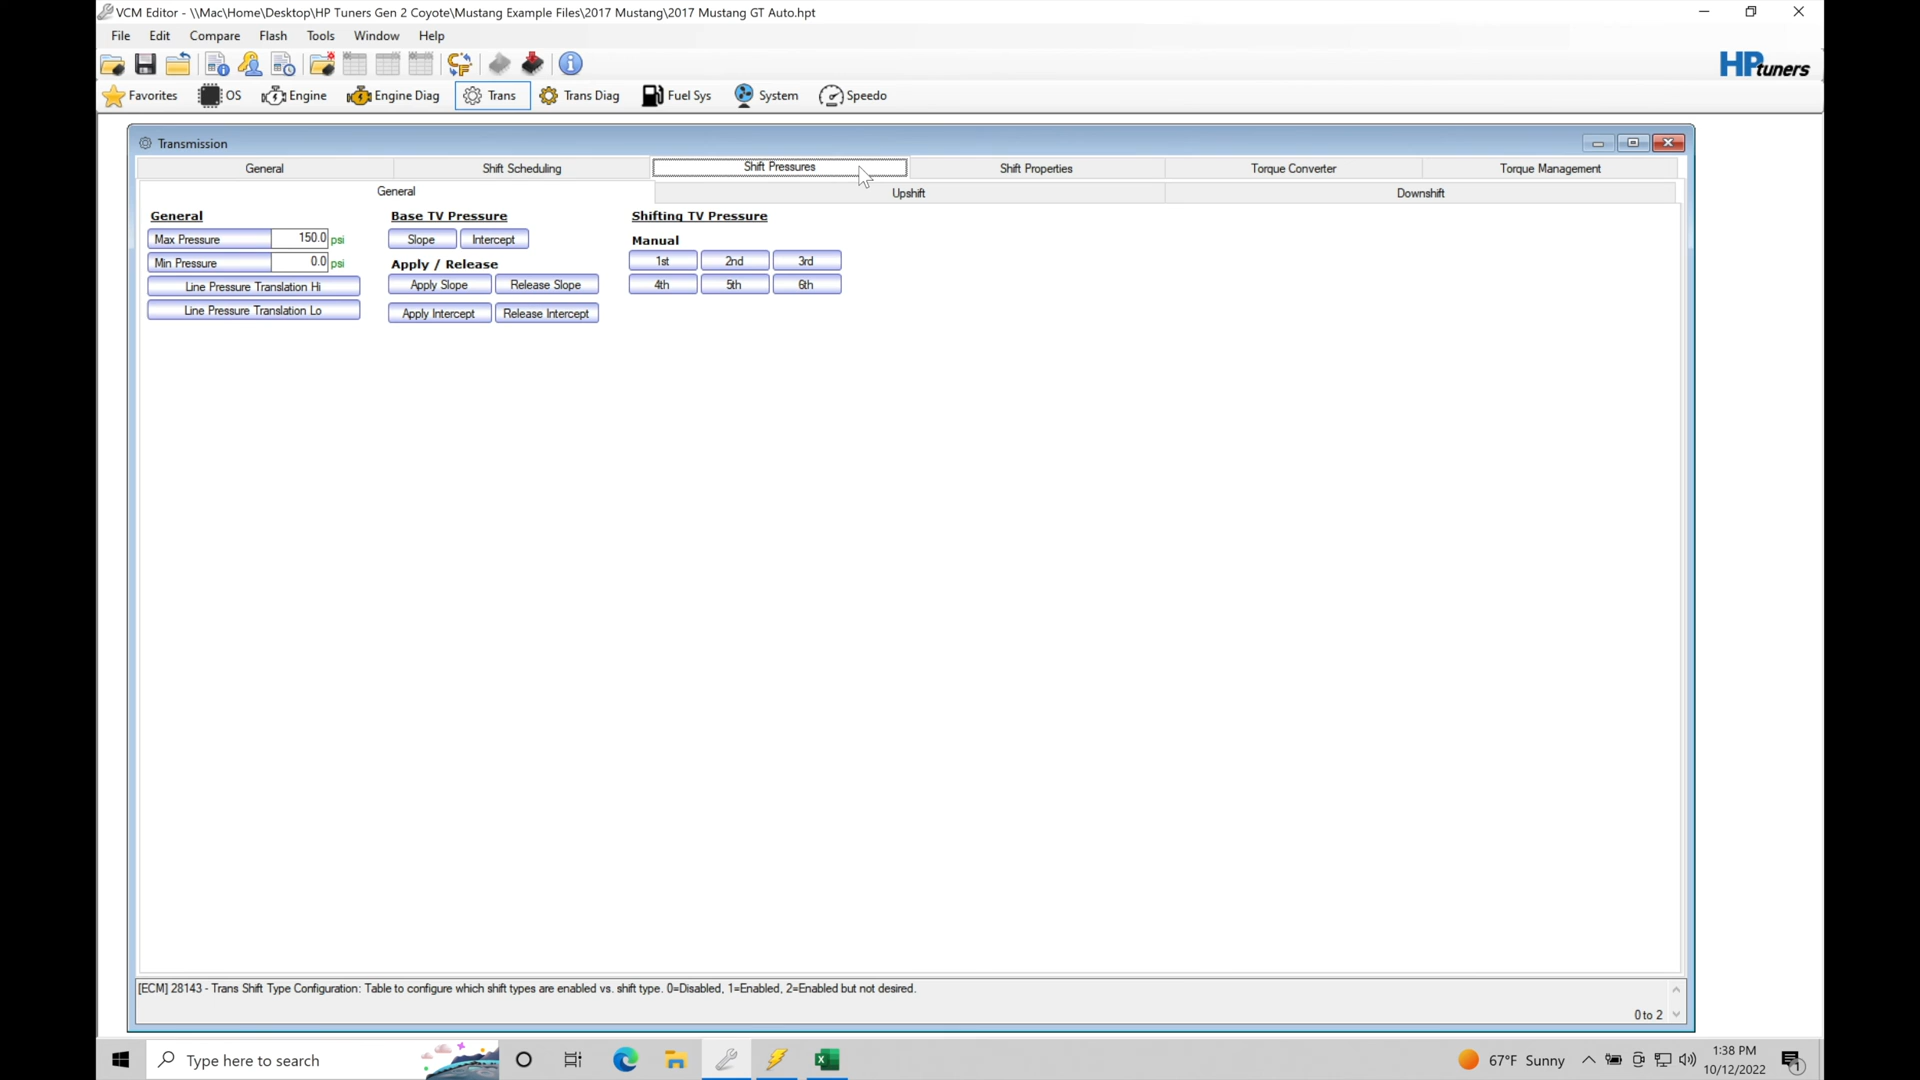 VCM Editor - \\Mac\Home\Desktop\HP Tuners Gen 2 Coyote\Mustang Example Files\2017 Mustang\2017 Mustang GT Auto.hpt
File Edit Compare Flash Tools Window Help
HPtuners
Favorites OS Engine Engine Diag Trans Trans Diag Fuel Sys System Speedo
Transmission
General Shift Scheduling Shift Pressures Shift Properties Torque Converter Torque Management
General Upshift Downshift
General Base TV Pressure Shifting TV Pressure
Max Pressure 150.0 psi Slope Intercept Manual
Min Pressure 0.0 psi Apply / Release 1st 2nd 3rd
Line Pressure Translation Hi Apply Slope Release Slope 4th 5th 6th
Line Pressure Translation Lo Apply Intercept Release Intercept
[ECM] 28143 - Trans Shift Type Configuration: Table to configure which shift types are enabled vs. shift type. 0=Disabled, 1=Enabled, 2=Enabled but not desired.
0 to 2
Type here to search 67°F Sunny 1:38 PM
10/12/2022 1